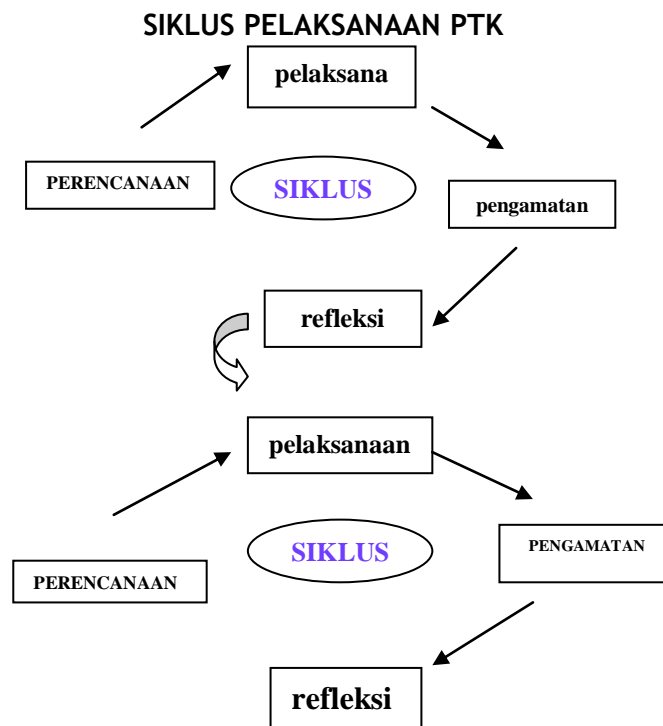 SIKLUS PELAKSANAAN PTK
pelaksana
PERENCANAAN
SIKLUS
pengamatan
refleksi
pelaksanaan
SIKLUS
PENGAMATAN
PERENCANAAN
refleksi